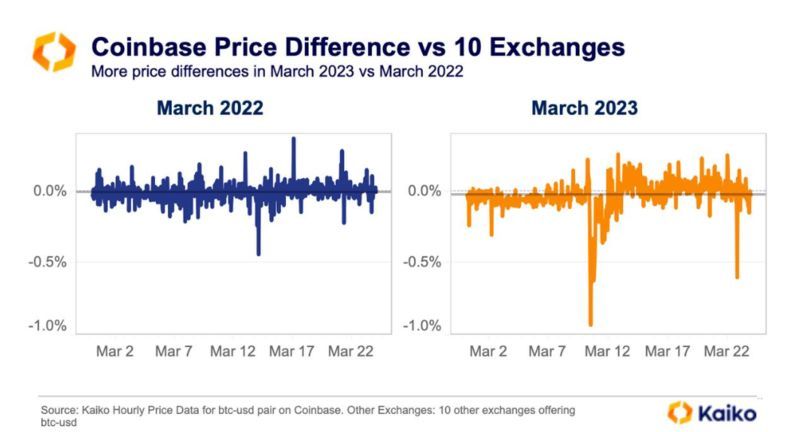 Coinbase Price Difference vs 10 Exchanges
More price differences in March 2023 vs March 2022
March 2022
March 2023
0.0%
-0.5%
-1.0%
Mar 2 Mar 7 Mar 12 Mar 17 Mar 22
0.0%
-0.5%
-1.0%
Mar 2 Mar 7 Mar 12 Mar 17 Mar 22
Source: Kaiko Hourly Price Data for btc-usd pair on Coinbase. Other Exchanges: 10 other exchanges offering
btc-usd
Kaiko